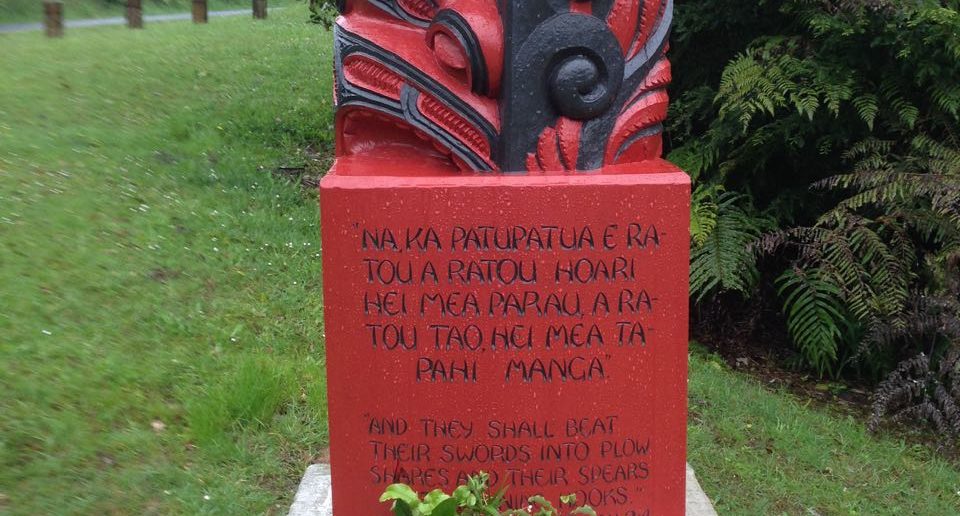 "NA, KA PATUPATUA E RA-
TOU A RATOU HOARI
HEI MEA PARAU, A RA-
TOU TAO, HEI MEA TA-
PAHI MANGA."
"AND THEY SHALL BEAT
THEIR SWORDS INTO PLOW
SHARES AND THEIR SPEARS
HOOKS."